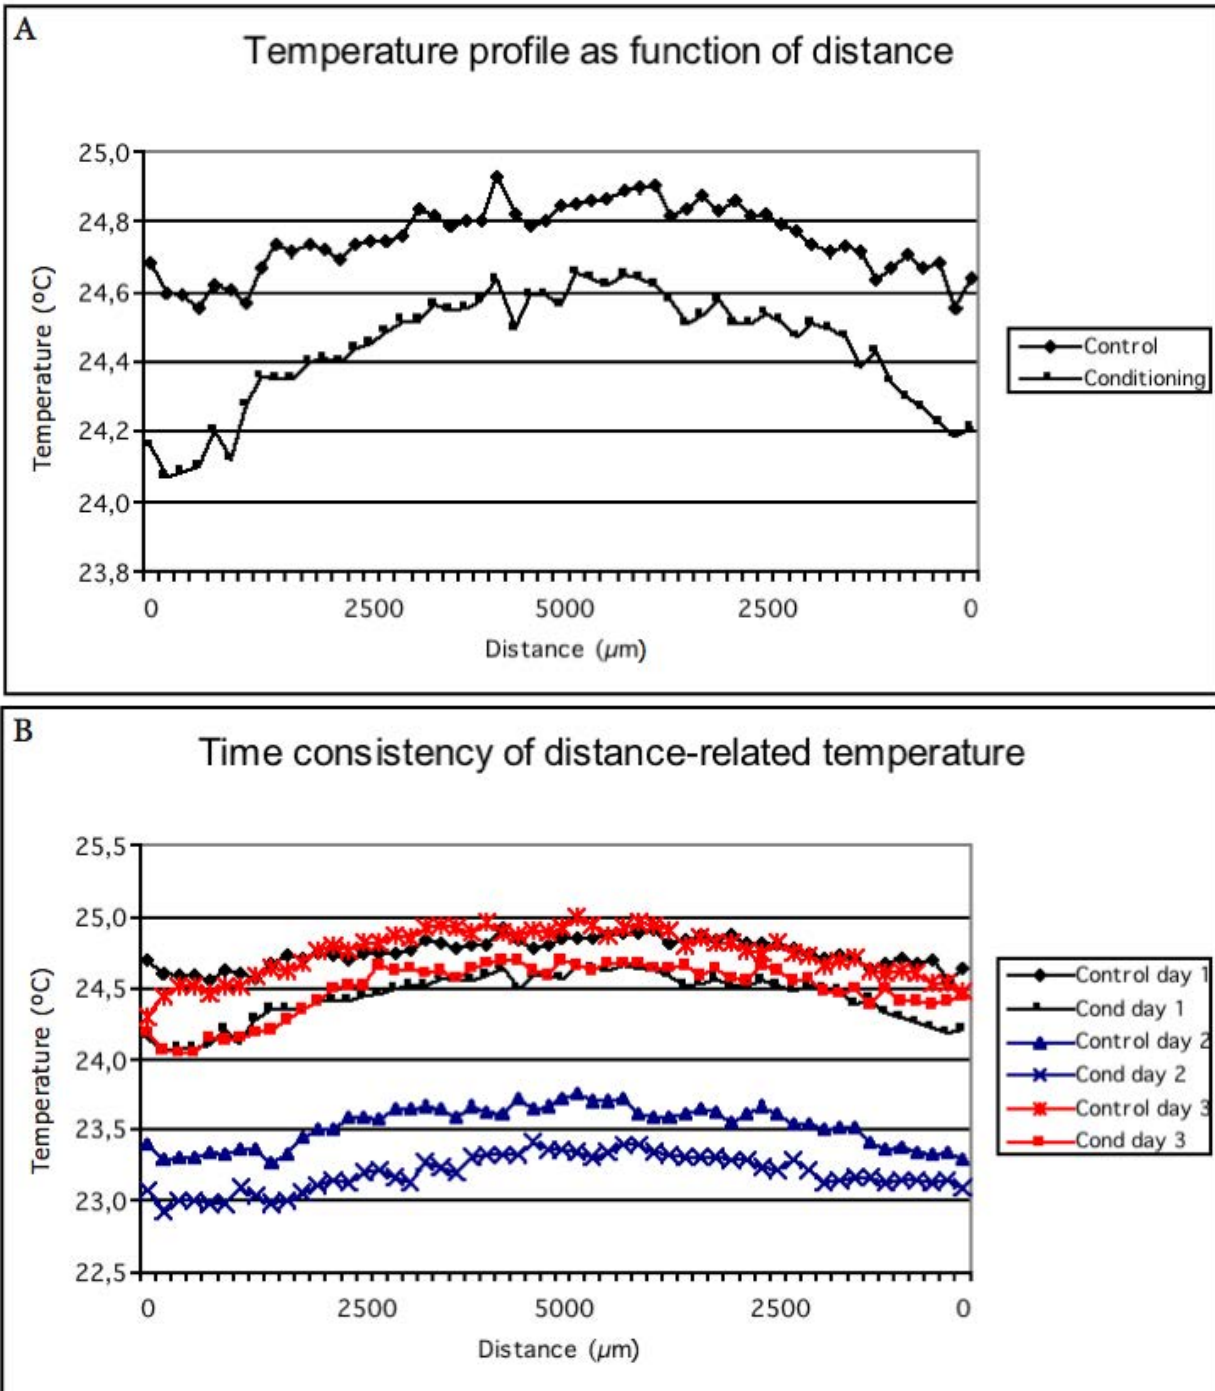 A
Temperature profile as function of distance
25,0
24,8
24,6
24,4
24,2
24,0
23,8
Temperature (ºC)
0 2500 5000 2500 0
Distance (µm)
Control
Conditioning
B
Time consistency of distance-related temperature
25,5
25,0
24,5
24,0
23,5
23,0
22,5
Temperature (ºC)
0 2500 5000 2500 0
Distance (µm)
Control day 1
Cond day 1
Control day 2
Cond day 2
Control day 3
Cond day 3